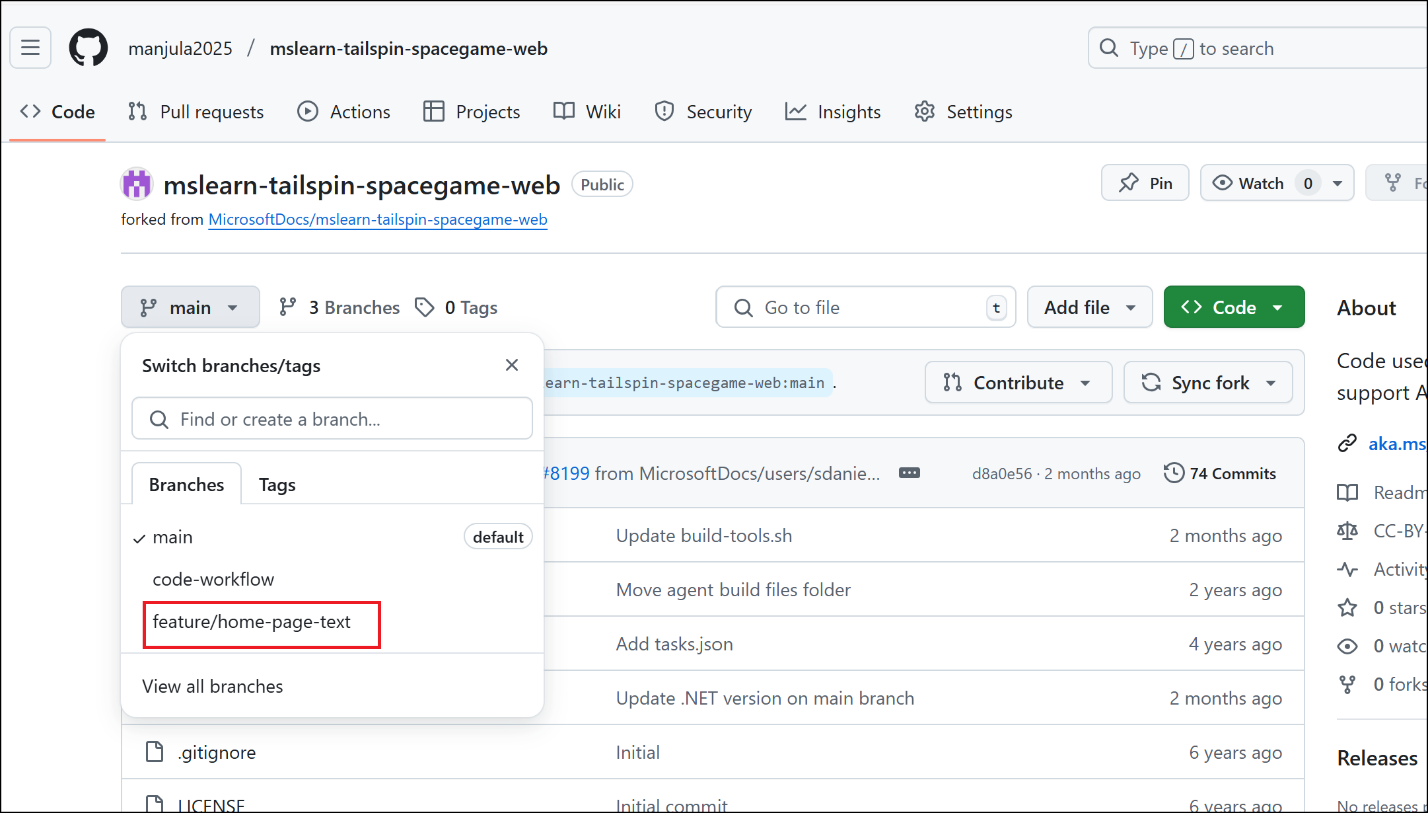 manjula2025 / mslearn-tailspin-spacegame-web
Type / to search
Code Pull requests Actions Projects Wiki Security Insights Settings
mslearn-tailspin-spacegame-web Public
Pin Watch 0
forked from MicrosoftDocs/mslearn-tailspin-spacegame-web
main 3 Branches 0 Tags Go to file t Add file Code About
Switch branches/tags
Code
support
earn-tailspin-spacegame-web:main . Contribute Sync fork
Find or create a branch...
aka.ms
#8199 from MicrosoftDocs/users/sdanie... d8a0e56 · 2 months ago 74 Commits
Branches Tags
main default Update build-tools.sh 2 months ago CC-BY-
code-workflow Move agent build files folder 2 years ago
feature/home-page-text Add tasks.json 4 years ago 0 stars
0
View all branches Update .NET version on main branch 2 months ago 0 forks
.gitignore Initial 6 years ago Releases
LICENSE Initial commit 6 years ago No releases